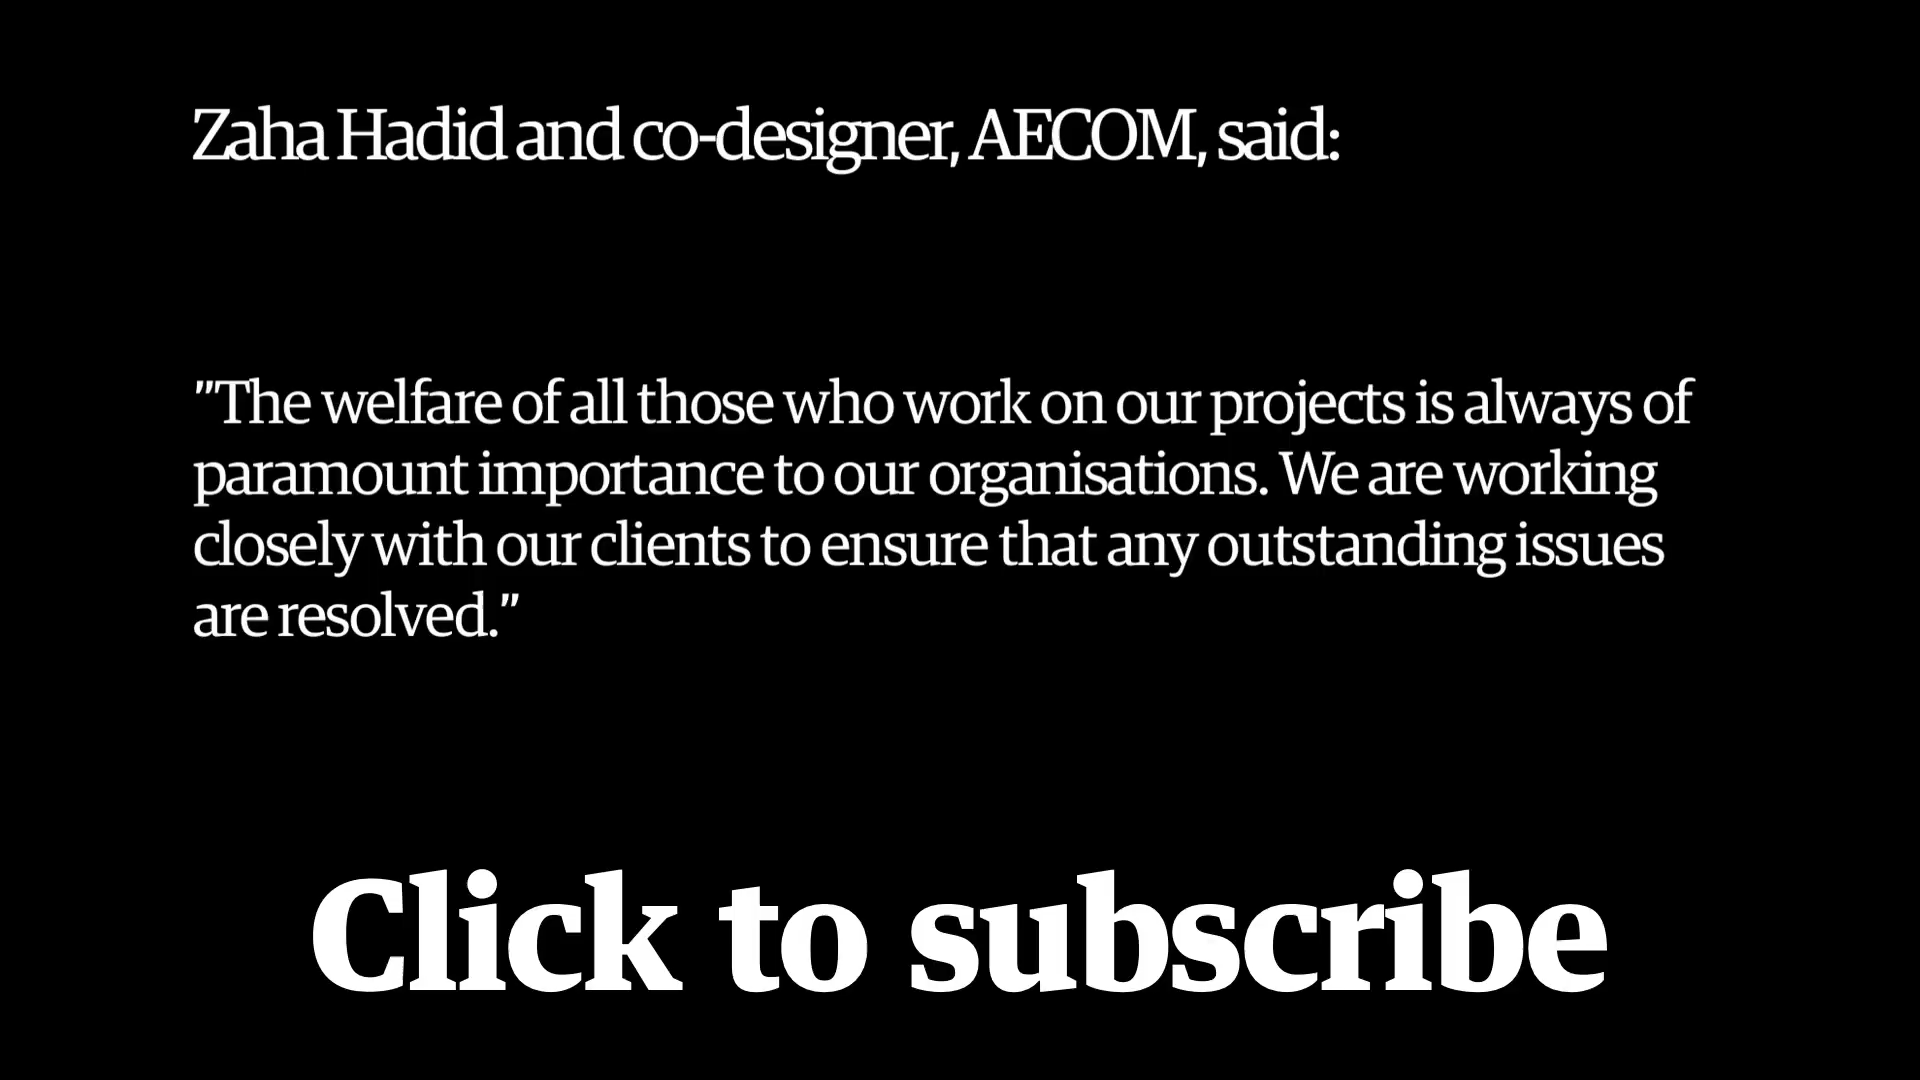 Zaha Hadid and co-designer, AECOM, said:
"The welfare of all those who work on our projects is always of
paramount importance to our organisations. We are working
closely with our clients to ensure that any outstanding issues
are resolved."
Click to subscribe